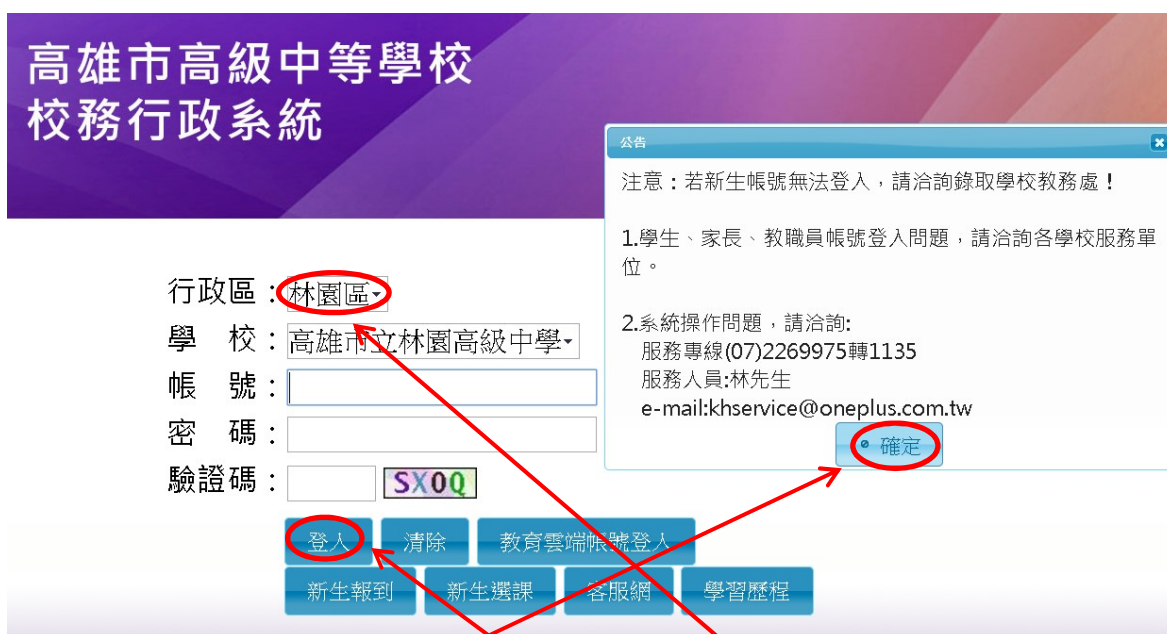 高雄市高級中等學校
校務行政系統
公告
注意：若新生帳號無法登入，請洽詢錄取學校教務處！
1.學生、家長、教職員帳號登入問題，請洽詢各學校服務單
位。
2.系統操作問題，請洽詢:
服務專線(07)2269975轉1135
服務人員:林先生
e-mail:khservice@oneplus.com.tw
確定
行政區：林園區
學　校：高雄市立林園高級中學
帳　號：
密　碼：
驗證碼： SX0Q
登入 清除 教育雲端帳號登入
新生報到 新生選課 客服網 學習歷程